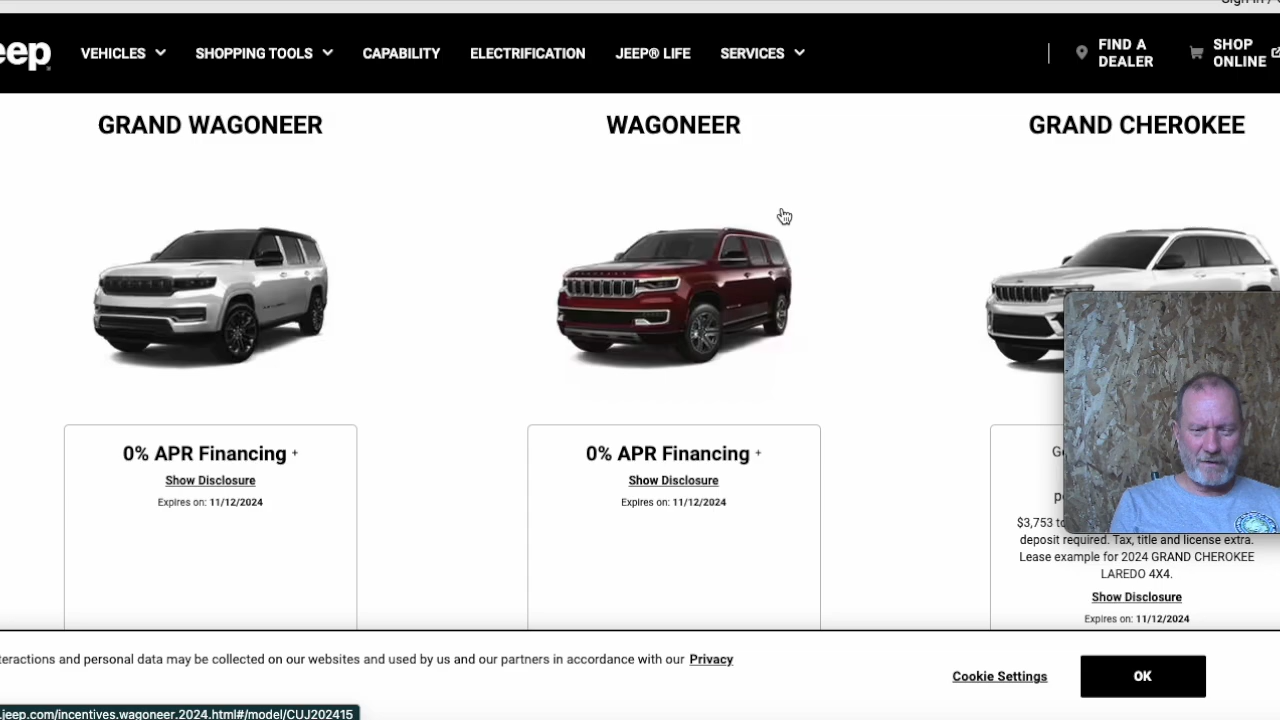 eep
VEHICLES
SHOPPING TOOLS
CAPABILITY
ELECTRIFICATION
JEEP® LIFE
SERVICES
FIND A
DEALER
SHOP
ONLINE
GRAND WAGONEER
WAGONEER
GRAND CHEROKEE
0% APR Financing +
Show Disclosure
Expires on: 11/12/2024
0% APR Financing +
Show Disclosure
Expires on: 11/12/2024
$3,753
deposit required. Tax, title and license extra.
Lease example for 2024 GRAND CHEROKEE
LAREDO 4X4.
Show Disclosure
Expires on: 11/12/2024
teractions and personal data may be collected on our websites and used by us and our partners in accordance with our Privacy
Cookie Settings
OK
.jeep.com/incentives.wagoneer.2024.html#/model/CUJ202415